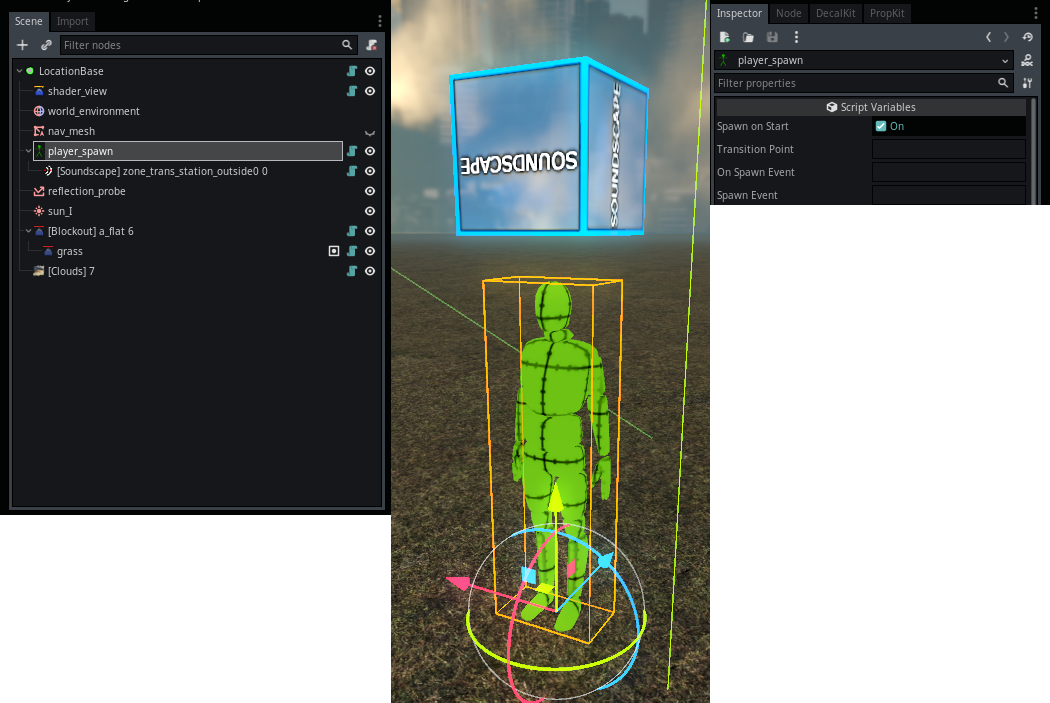 Scene
Import
Filter nodes
LocationBase
shader_view
world_environment
nav_mesh
player_spawn
[Soundscape] zone_trans_station_outside0 0
reflection_probe
sun_I
[Blockout] a_flat 6
grass
[Clouds] 7
SOUNDSCAPE
SOUNDSCAPE
Inspector
Node
DecalKit
PropKit
player_spawn
Filter properties
Script Variables
Spawn on Start
On
Transition Point
On Spawn Event
Spawn Event